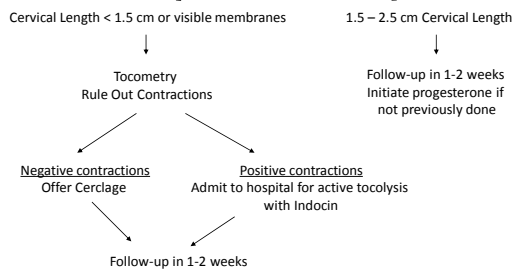 Cervical Length < 1.5 cm or visible membranes
1.5 – 2.5 cm Cervical Length
Tocometry
Rule Out Contractions
Follow-up in 1-2 weeks
Initiate progesterone if
not previously done
Negative contractions
Offer Cerclage
Positive contractions
Admit to hospital for active tocolysis
with Indocin
Follow-up in 1-2 weeks